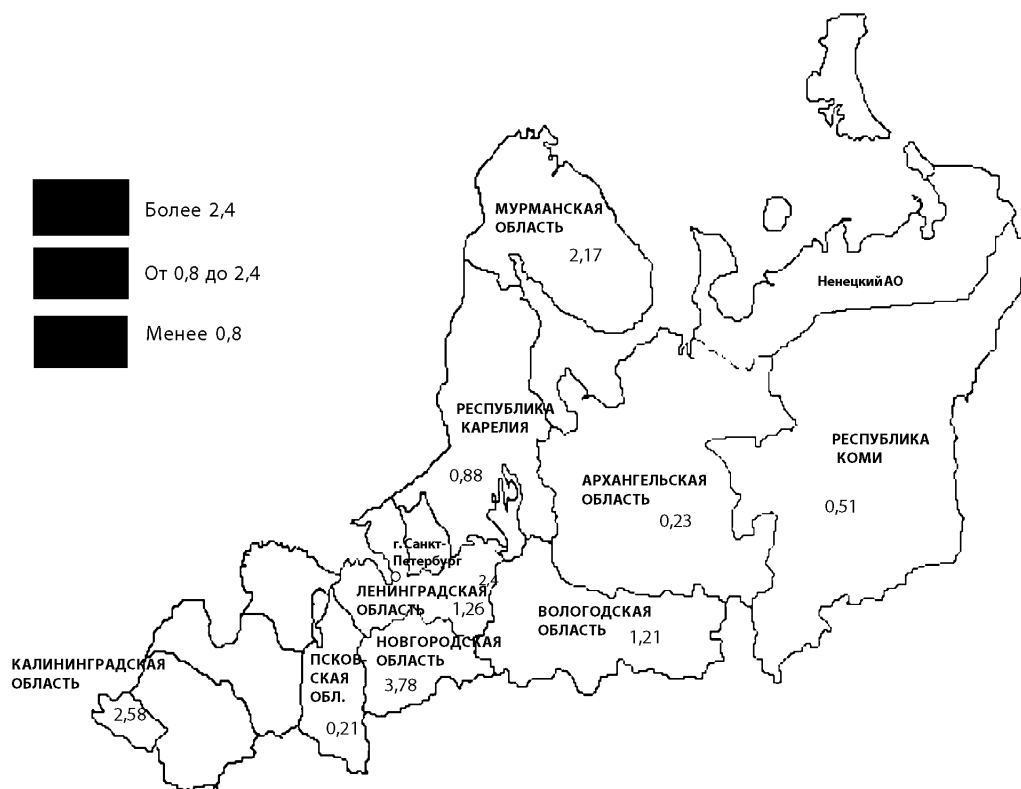 Более 2,4
От 0,8 до 2,4
Менее 0,8
МУРМАНСКАЯ
ОБЛАСТЬ
2,17
Ненецкий АО
РЕСПУБЛИКА
КАРЕЛИЯ
0,88
РЕСПУБЛИКА
КОМИ
0,51
АРХАНГЕЛЬСКАЯ
ОБЛАСТЬ
0,23
г.Санкт-
Петербург
2,4
ЛЕНИНГРАДСКАЯ
ОБЛАСТЬ
1,26
ВОЛОГОДСКАЯ
ОБЛАСТЬ
1,21
НОВГОРОДСКАЯ
ОБЛАСТЬ
3,78
ПСКОВ-
СКАЯ
ОБЛ.
0,21
КАЛИНИНГРАДСКАЯ
ОБЛАСТЬ
2,58